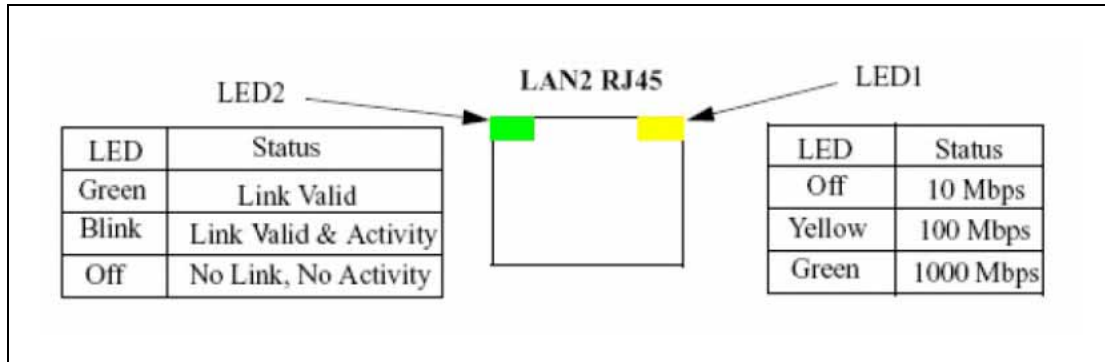 LAN2 RJ45
LED2
LED1
LED Status
Green Link Valid
Blink Link Valid & Activity
Off No Link, No Activity
LED Status
Off 10 Mbps
Yellow 100 Mbps
Green 1000 Mbps